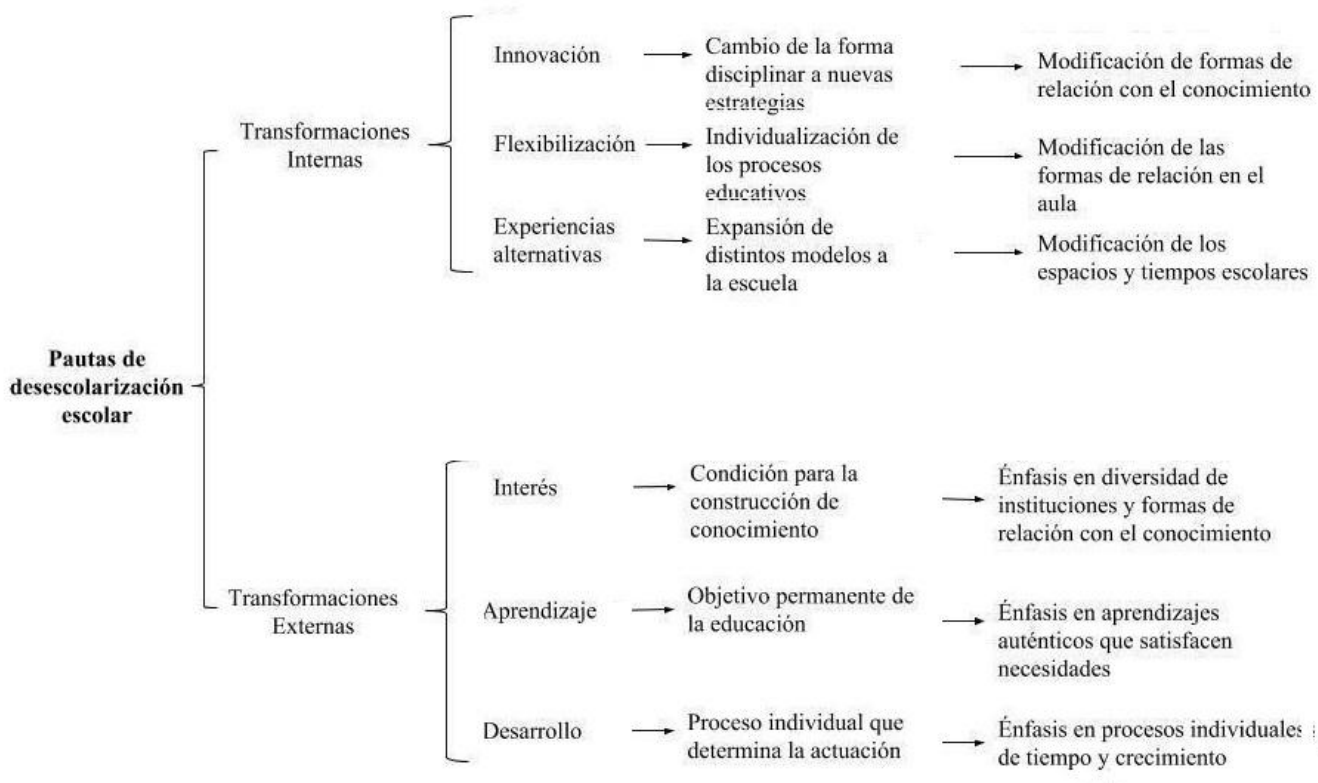 Innovación
Cambio de la forma
disciplinar a nuevas
estrategias
Modificación de formas de
relación con el conocimiento
Transformaciones
Internas
Flexibilización
Individualización de
los procesos
educativos
Modificación de las
formas de relación en el
aula
Experiencias
alternativas
Expansión de
distintos modelos a
la escuela
Modificación de los
espacios y tiempos escolares
Pautas de
desescolarización
escolar
Interés
Condición para la
construcción de
conocimiento
Énfasis en diversidad de
instituciones y formas de
relación con el conocimiento
Transformaciones
Externas
Aprendizaje
Objetivo permanente de
la educación
Énfasis en aprendizajes
auténticos que satisfacen
necesidades
Desarrollo
Proceso individual que
determina la actuación
Énfasis en procesos individuales
de tiempo y crecimiento